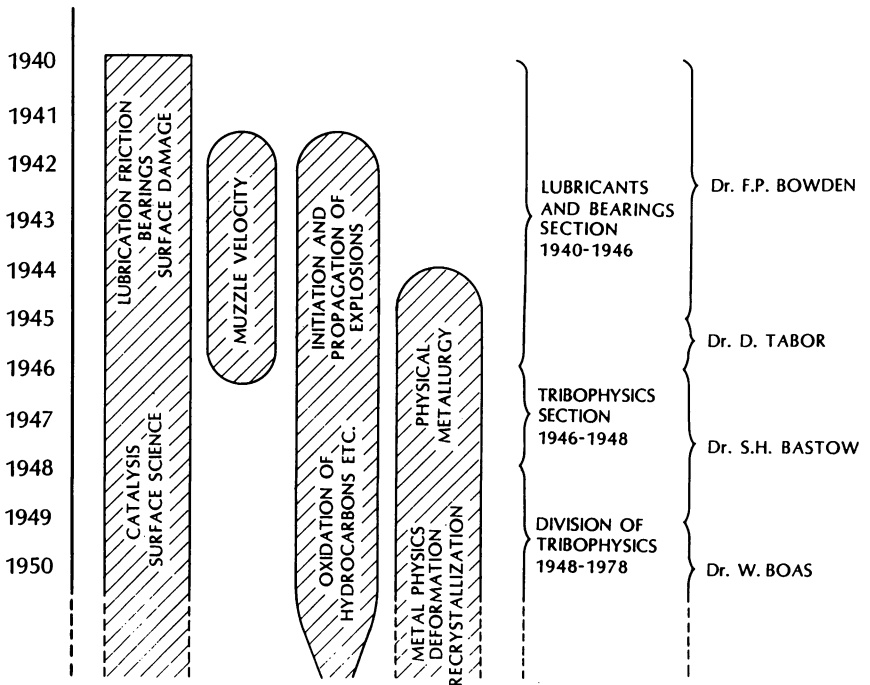 1940
1941
1942
1943
1944
1945
1946
1947
1948
1949
1950
LUBRICATION FRICTION
BEARINGS
SURFACE DAMAGE
CATALYSIS
SURFACE SCIENCE
MUZZLE VELOCITY
INITIATION AND
PROPAGATION OF
EXPLOSIONS
OXIDATION OF
HYDROCARBONS ETC.
PHYSICAL
METALLURGY
METAL PHYSICS
DEFORMATION
RECRYSTALLIZATION
LUBRICANTS
AND BEARINGS
SECTION
1940-1946
TRIBOPHYSICS
SECTION
1946-1948
DIVISION OF
TRIBOPHYSICS
1948-1978
Dr. F.P. BOWDEN
Dr. D. TABOR
Dr. S.H. BASTOW
Dr. W. BOAS